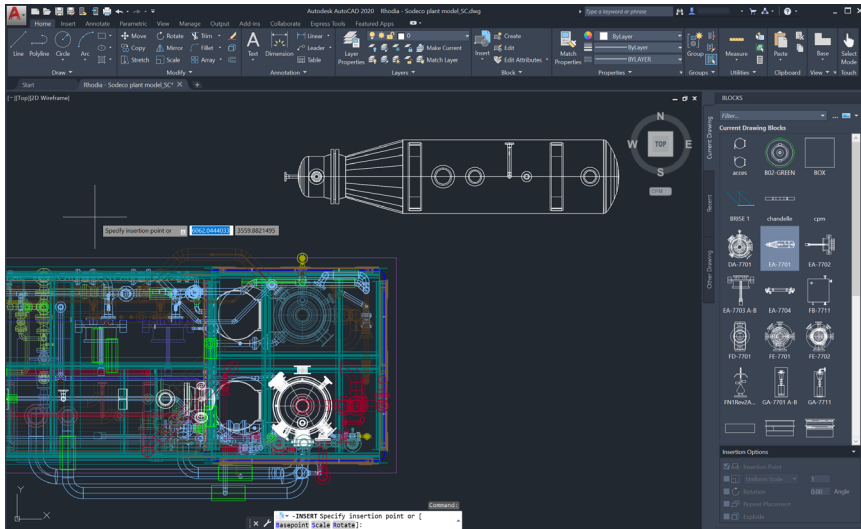 Autodesk AutoCAD 2020 Rhodia - Sodeco plant model_SC.dwg
Type a keyword or phrase
Home Insert Annotate Parametric View Manage Output Add-ins Collaborate Express Tools Featured Apps
Line Polyline Circle Arc
Move Rotate Trim
Copy Mirror Fillet
Stretch Scale Array
Text Dimension
Linear
Leader
Table
Layer Properties
0
Make Current
Match Layer
Insert
Create
Edit
Edit Attributes
Match Properties
ByLayer
ByLayer
BYLAYER
Group
Measure
Paste
Base
Select Mode
Draw Modify Annotation Layers Block Properties Groups Utilities Clipboard View Touch
Start Rhodia - Sodeco plant model_SC*
[−][Top][2D Wireframe]
N
W TOP E
S
CPM
Specify insertion point or 6062.0444033 3559.8821495
Y
X
Command:
-INSERT Specify insertion point or [
Basepoint Scale Rotate]:
BLOCKS
Filter...
Current Drawing
Recent
Other Drawing
Current Drawing Blocks
acces B02-GREEN BOX
BRISE 1 chandelle cpm
DA-7701 EA-7701 EA-7702
EA-7703 A-B EA-7704 FB-7711
FD-7701 FE-7701 FE-7702
FN1Rev2A... GA-7701 A-B GA-7711
Insertion Options
Insertion Point
Uniform Scale 1
Rotation 0.00 Angle
Repeat Placement
Explode